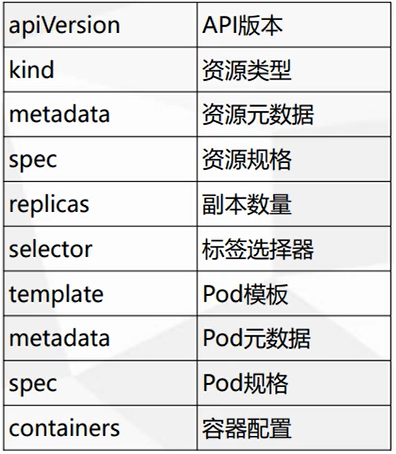 apiVersion API版本
kind 资源类型
metadata 资源元数据
spec 资源规格
replicas 副本数量
selector 标签选择器
template Pod模板
metadata Pod元数据
spec Pod规格
containers 容器配置